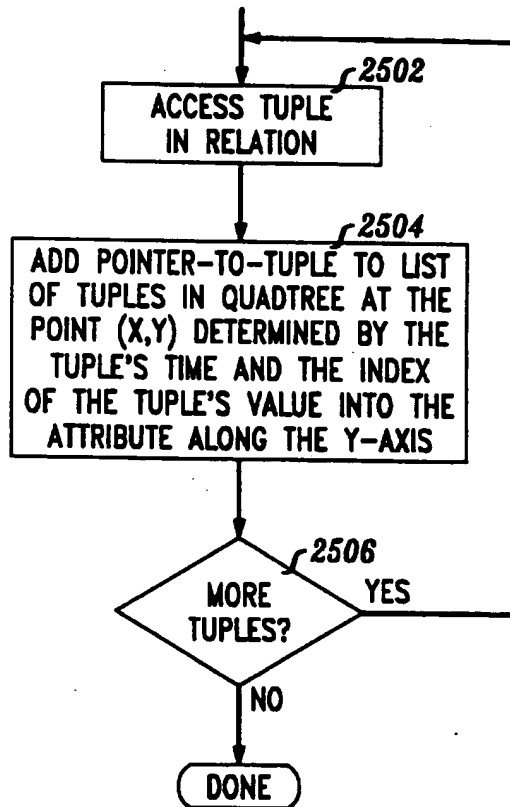 2502
ACCESS TUPLE
IN RELATION
2504
ADD POINTER-TO-TUPLE TO LIST
OF TUPLES IN QUADTREE AT THE
POINT (X,Y) DETERMINED BY THE
TUPLE'S TIME AND THE INDEX
OF THE TUPLE'S VALUE INTO THE
ATTRIBUTE ALONG THE Y-AXIS
2506
MORE
TUPLES?
YES
NO
DONE